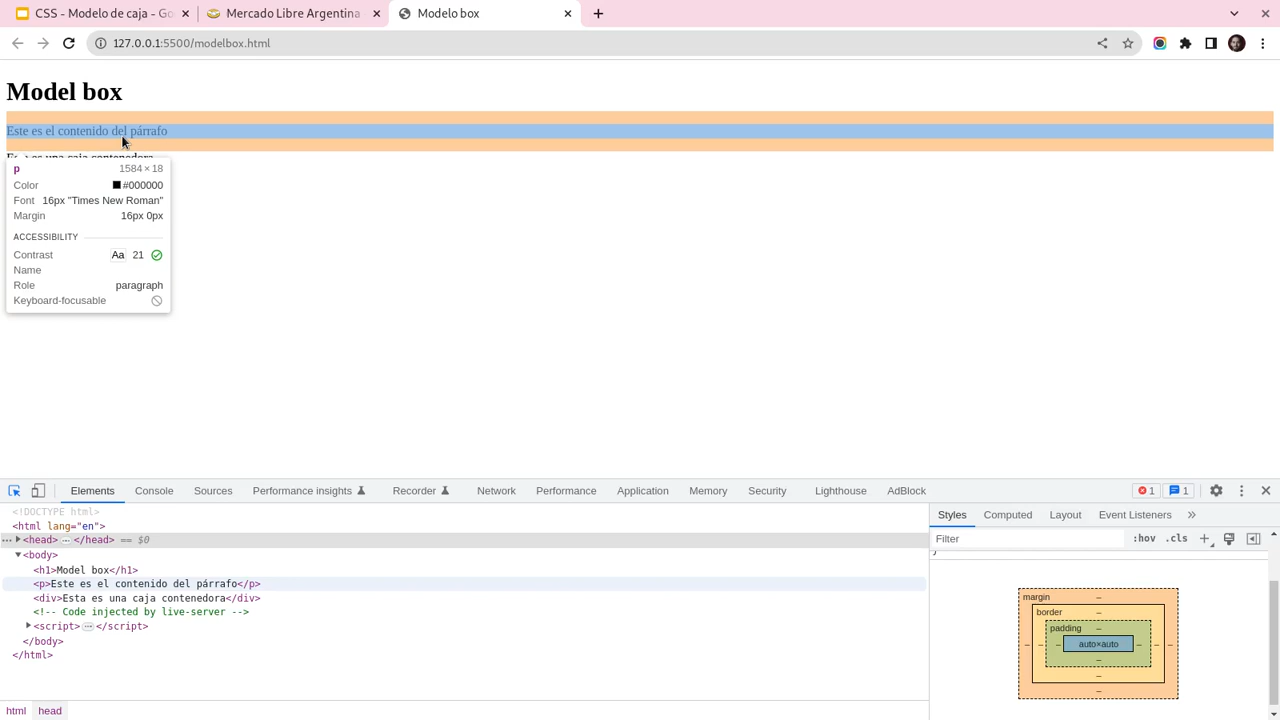 CSS - Modelo de caja - Go
Mercado Libre Argentina
Modelo box
127.0.0.1:5500/modelbox.html
Model box
Este es el contenido del párrafo
p 1584 × 18
Color #000000
Font 16px "Times New Roman"
Margin 16px 0px
ACCESSIBILITY
Contrast Aa 21
Name
Role paragraph
Keyboard-focusable
Elements Console Sources Performance insights Recorder Network Performance Application Memory Security Lighthouse AdBlock 1 1
<!DOCTYPE html>
<html lang="en">
<head> … </head> == $0
<body>
<h1>Model box</h1>
<p>Este es el contenido del párrafo</p>
<div>Esta es una caja contenedora</div>
<!-- Code injected by live-server -->
<script> … </script>
</body>
</html>
html head
Styles Computed Layout Event Listeners »
Filter :hov .cls
}
margin –
border –
padding –
– – – auto×auto – – –
–
–
–